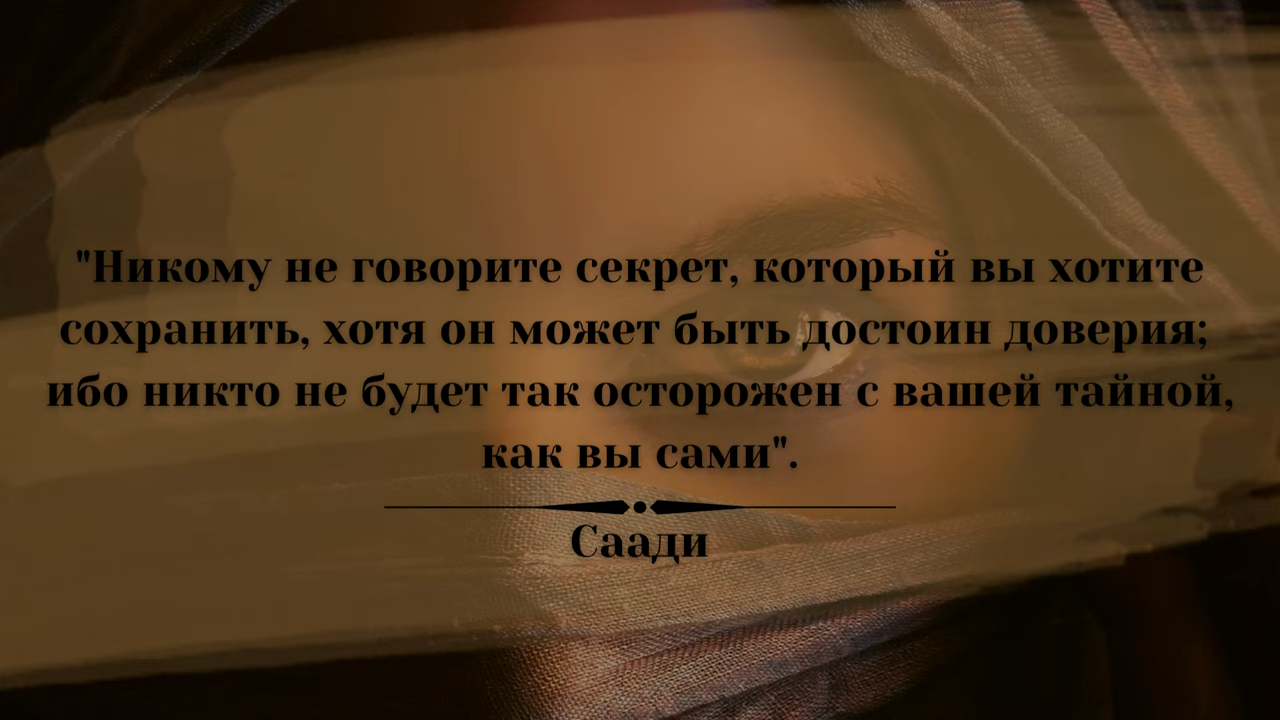 "Никому не говорите секрет, который вы хотите
сохранить, хотя он может быть достоин доверия;
ибо никто не будет так осторожен с вашей тайной,
как вы сами".
Саади